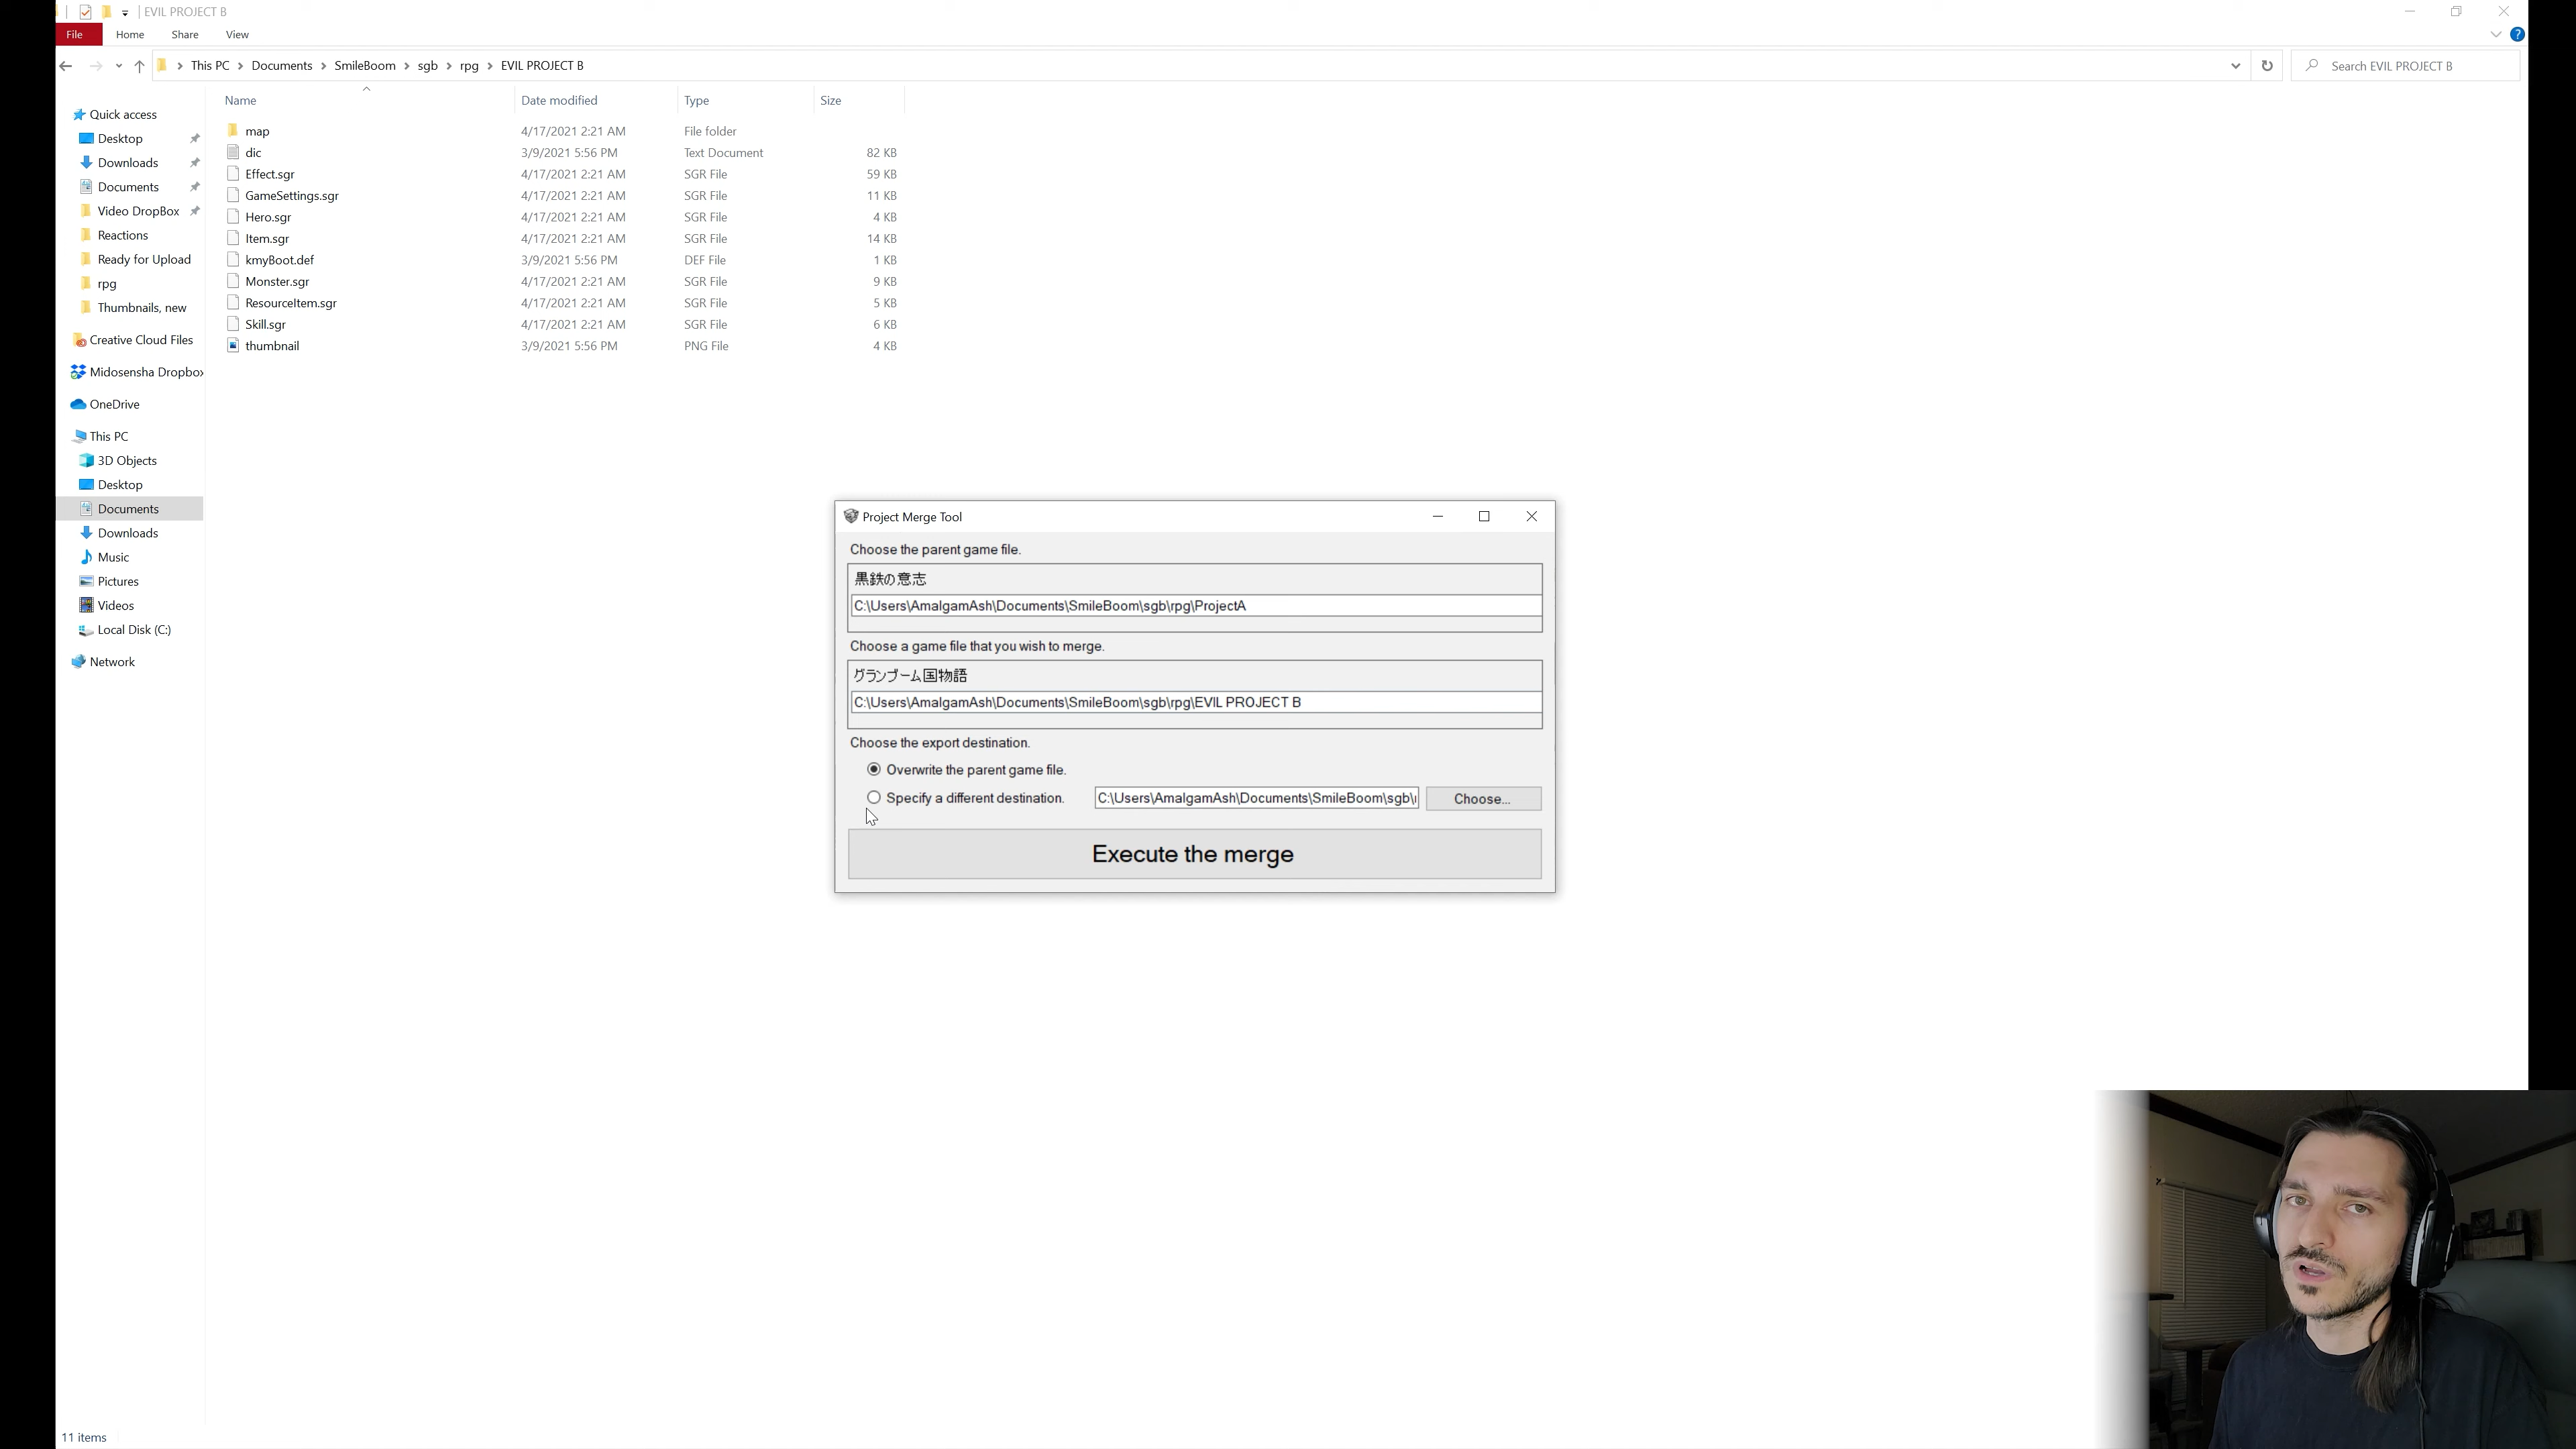 EVIL PROJECT B
File Home Share View
This PC Documents SmileBoom sgb rpg EVIL PROJECT B
Search EVIL PROJECT B
Name Date modified Type Size
map 4/17/2021 2:21 AM File folder
dic 3/9/2021 5:56 PM Text Document 82 KB
Effect.sgr 4/17/2021 2:21 AM SGR File 59 KB
GameSettings.sgr 4/17/2021 2:21 AM SGR File 11 KB
Hero.sgr 4/17/2021 2:21 AM SGR File 4 KB
Item.sgr 4/17/2021 2:21 AM SGR File 14 KB
kmyBoot.def 3/9/2021 5:56 PM DEF File 1 KB
Monster.sgr 4/17/2021 2:21 AM SGR File 9 KB
ResourceItem.sgr 4/17/2021 2:21 AM SGR File 5 KB
Skill.sgr 4/17/2021 2:21 AM SGR File 6 KB
thumbnail 3/9/2021 5:56 PM PNG File 4 KB
Quick access
Desktop
Downloads
Documents
Video DropBox
Reactions
Ready for Upload
rpg
Thumbnails, new
Creative Cloud Files
Midosensha Dropbox
OneDrive
This PC
3D Objects
Desktop
Documents
Downloads
Music
Pictures
Videos
Local Disk (C:)
Network
Project Merge Tool
Choose the parent game file.
黒鉄の意志
C:\Users\AmalgamAsh\Documents\SmileBoom\sgb\rpg\ProjectA
Choose a game file that you wish to merge.
グランブーム国物語
C:\Users\AmalgamAsh\Documents\SmileBoom\sgb\rpg\EVIL PROJECT B
Choose the export destination.
Overwrite the parent game file.
Specify a different destination. C:\Users\AmalgamAsh\Documents\SmileBoom\sgb\ Choose...
Execute the merge
11 items